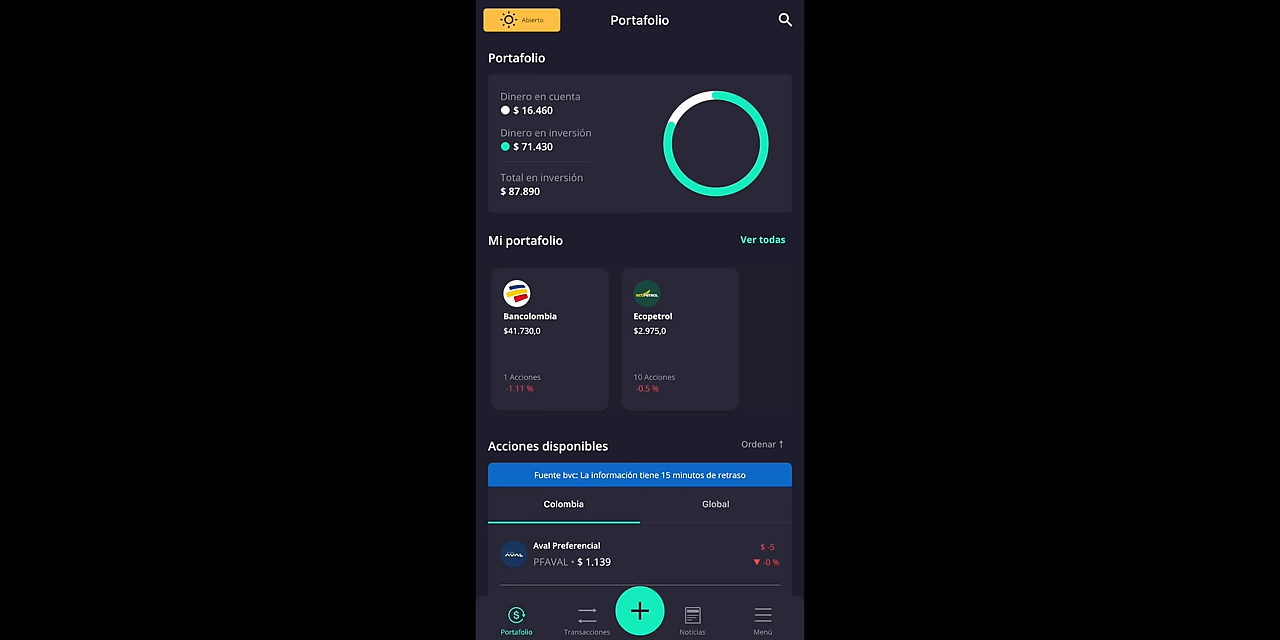 Abierto
Portafolio
Portafolio
Dinero en cuenta
$ 16.460
Dinero en inversión
$ 71.430
Total en inversión
$ 87.890
Mi portafolio
Ver todas
Bancolombia
$41.730,0
1 Acciones
-1.11 %
ecoPETROL
Ecopetrol
$2.975,0
10 Acciones
-0.5 %
Acciones disponibles
Ordenar ↑
Fuente bvc: La información tiene 15 minutos de retraso
Colombia
Global
AVAL
Aval Preferencial
PFAVAL • $ 1.139
$ -5
▼ -0 %
Portafolio
Transacciones
+
Noticias
Menú